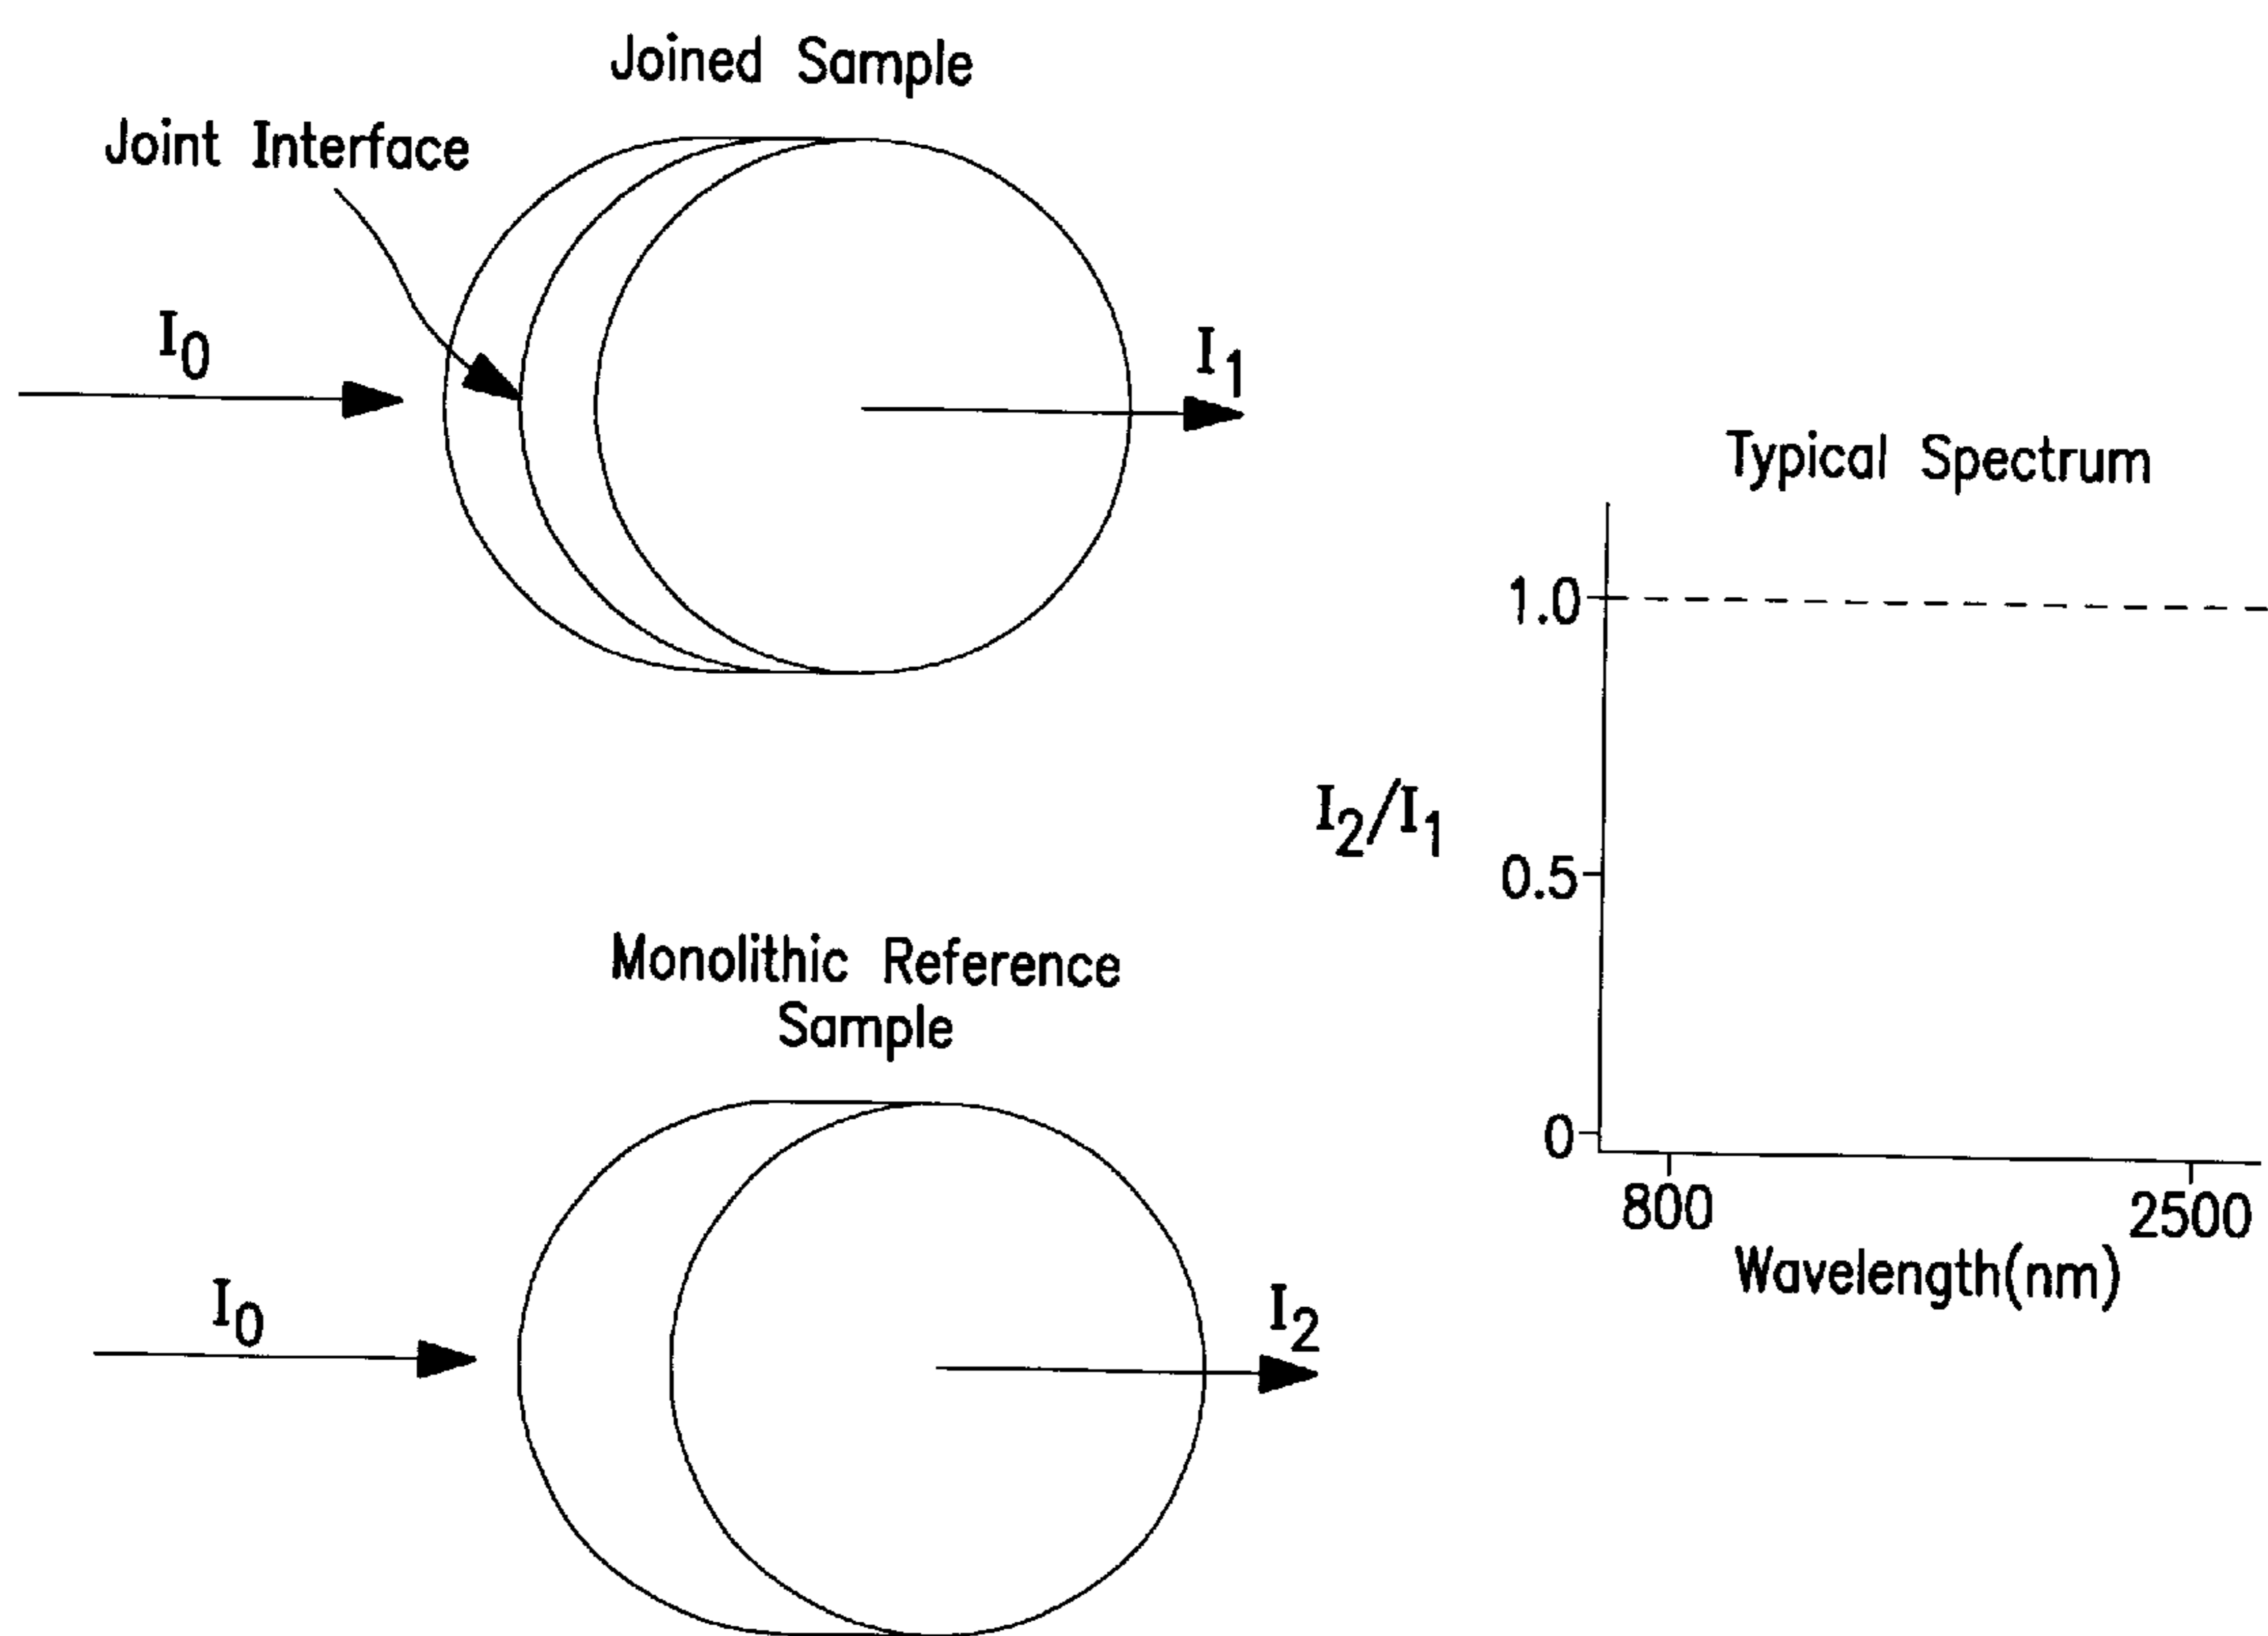 Joined Sample
Joint Interface
I0
I1
Typical Spectrum
1.0
I2/I1
0.5
0
800
2500
Wavelength(nm)
Monolithic Reference
Sample
I0
I2